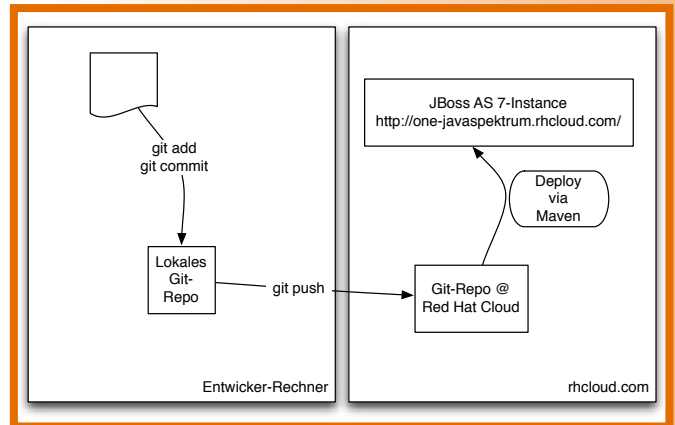 git add
git commit
Lokales
Git-
Repo
git push
Entwicker-Rechner
JBoss AS 7-Instance
http://one-javaspektrum.rhcloud.com/
Deploy
via
Maven
Git-Repo @
Red Hat Cloud
rhcloud.com